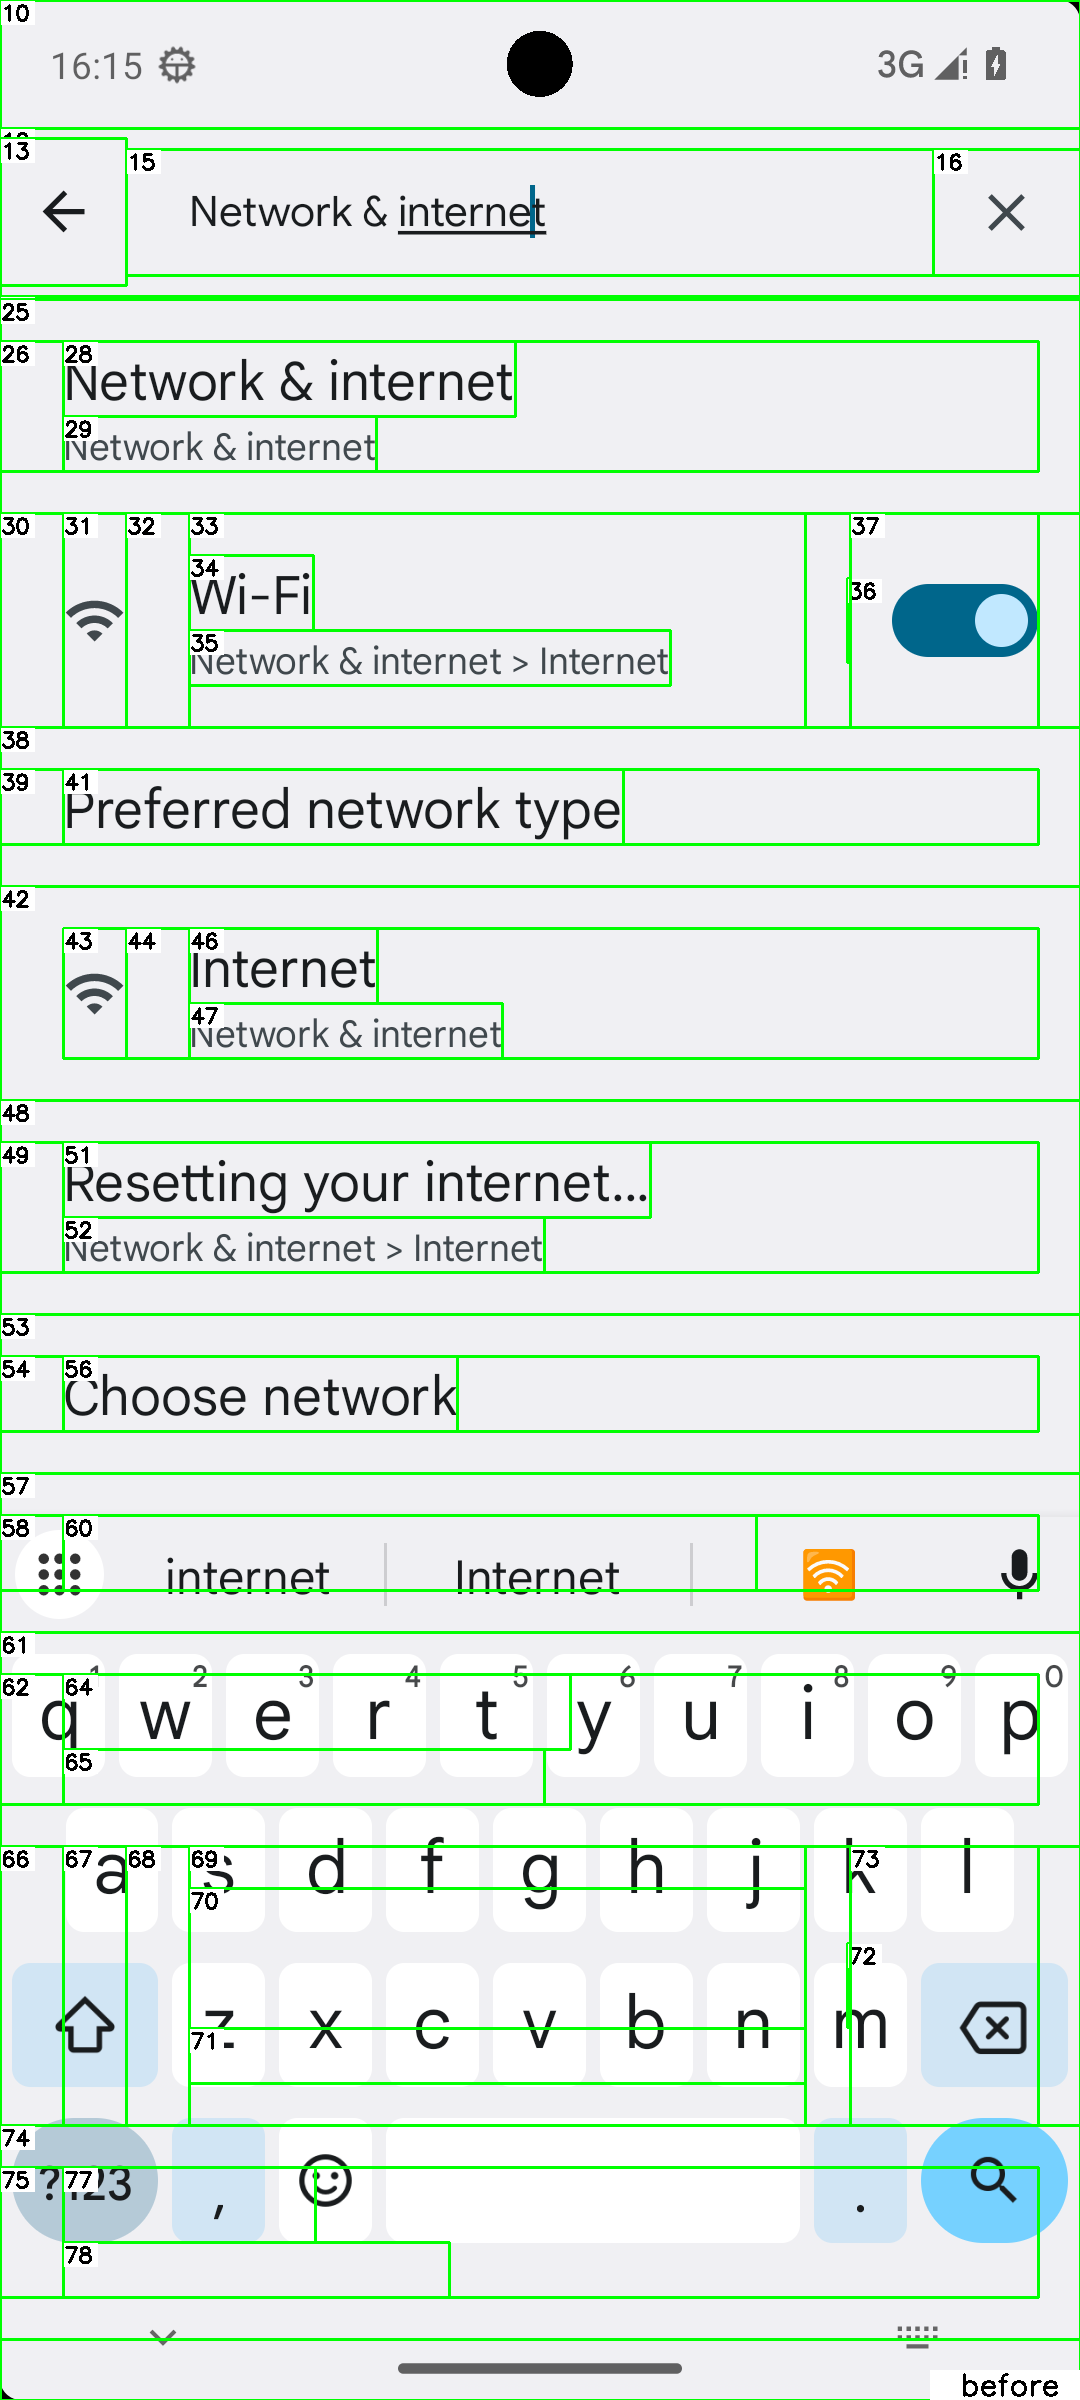 10
16:15 3G
13 15 Network & internet 16
25
26 28 Network & internet
29 Network & internet
30 31 32 33 37
34 Wi-Fi 36
35 Network & internet > Internet
38
39 41 Preferred network type
42
43 44 46 Internet
47 Network & internet
48
49 51 Resetting your internet...
52 Network & internet > Internet
53
54 56 Choose network
57
58 60 internet Internet
61
62 64 1 2 3 4 5 6 7 8 9 0
q w e r t y u i o p
65
66 67 68 69 73
a s d f g h j k l
70
72
z x c v b n m
71
74
75 77 ?123 , .
78
before